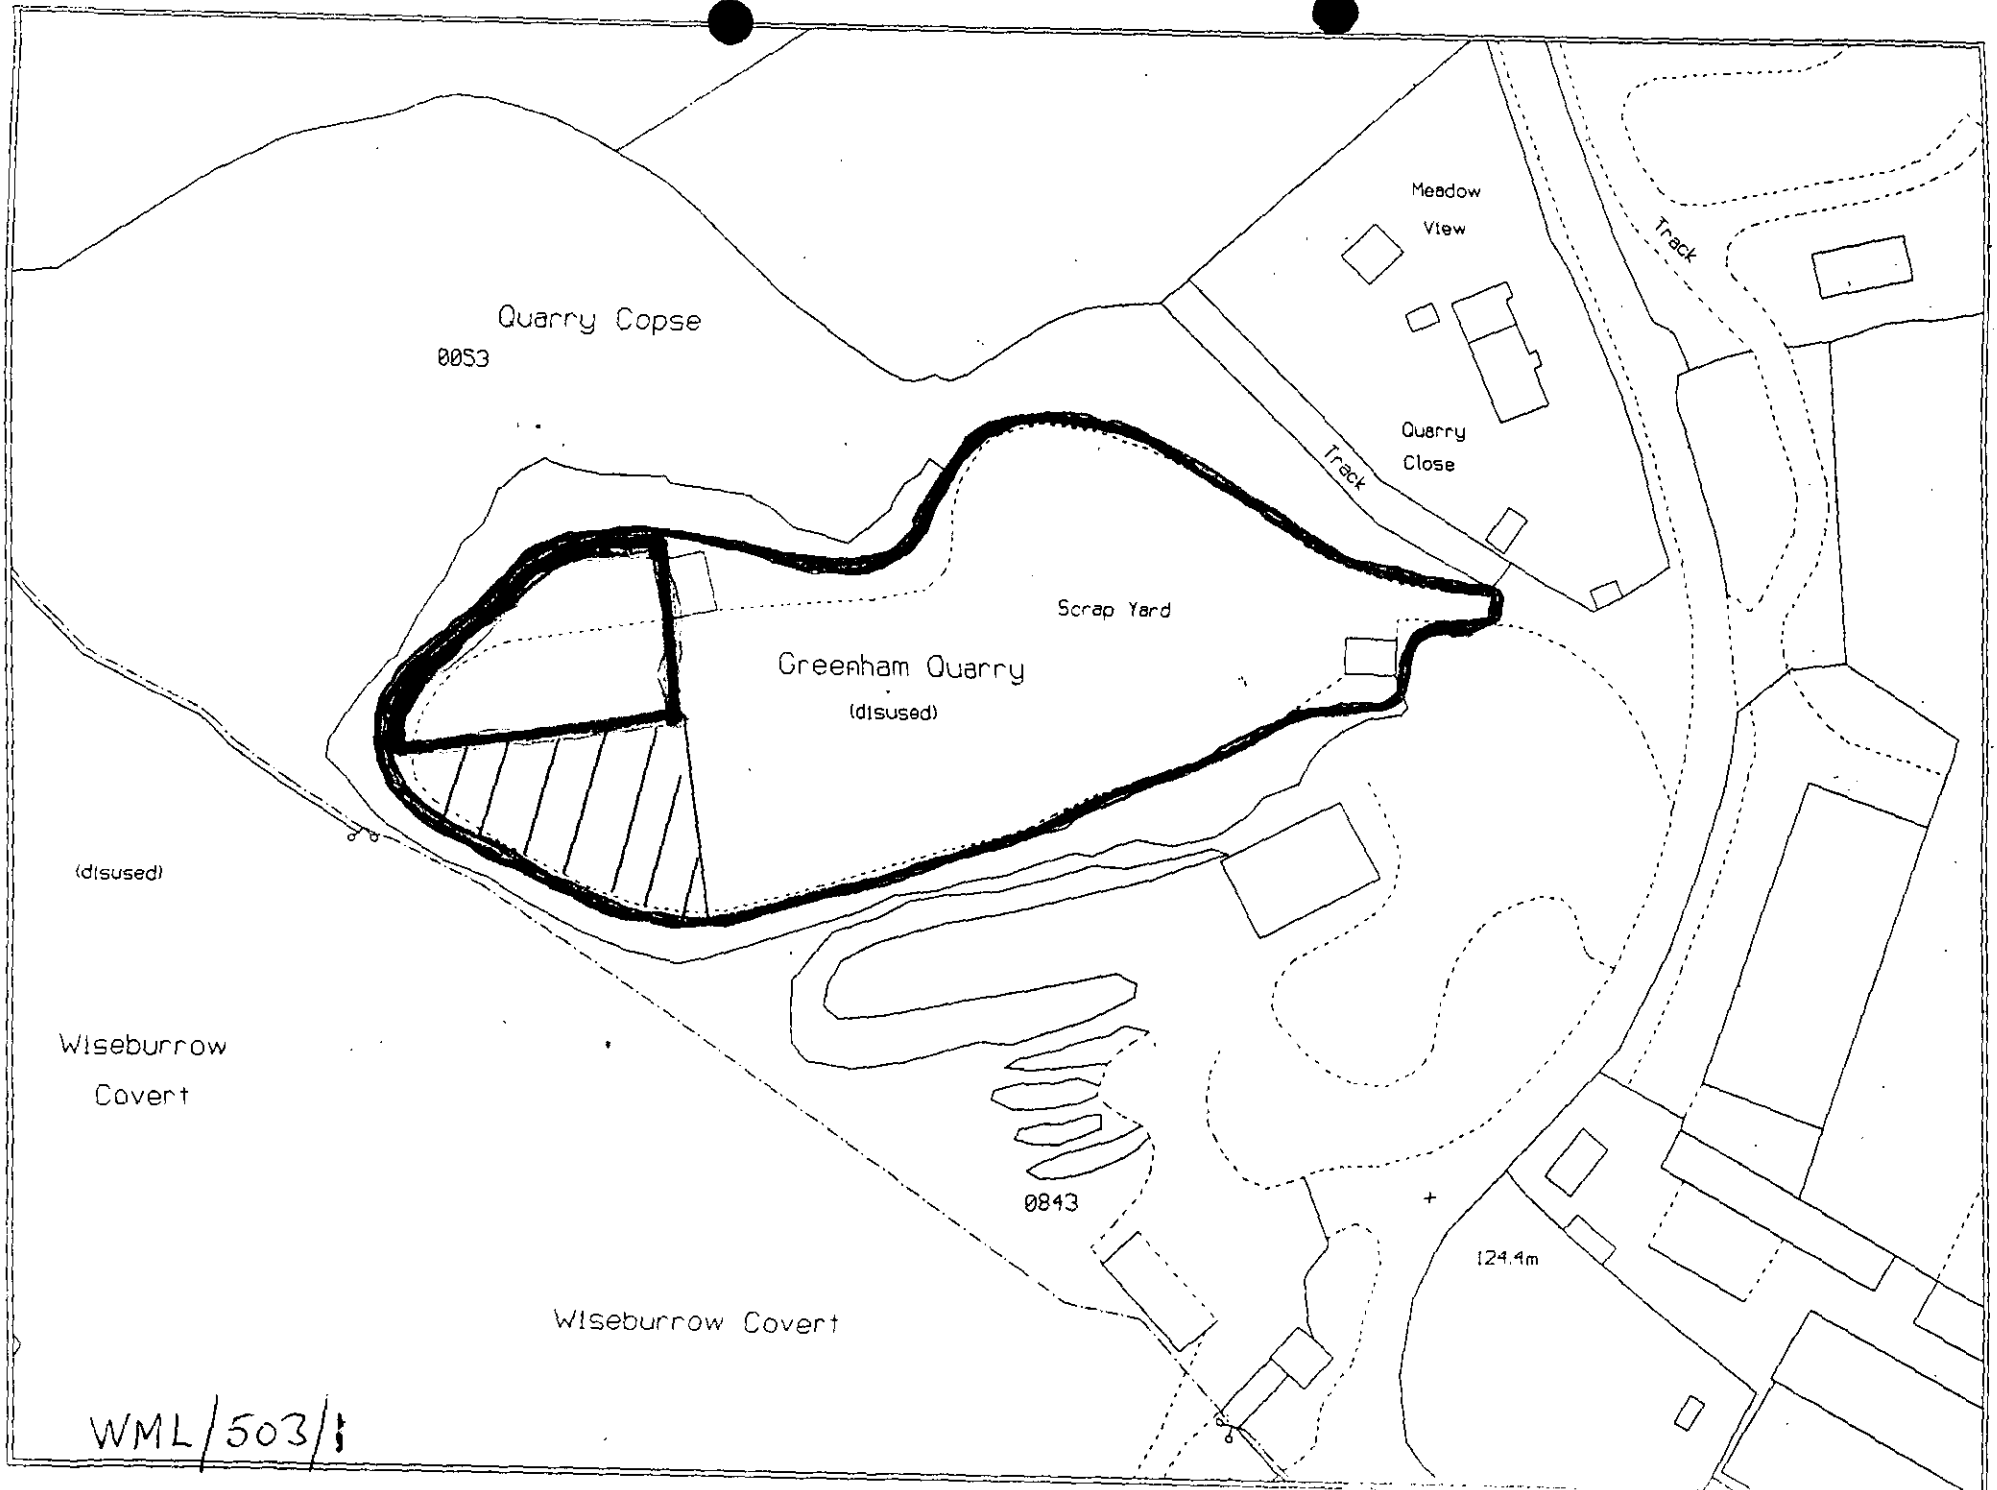 Meadow
View
Track
Quarry Copse
0053
Quarry
Close
Track
Scrap Yard
Greenham Quarry
(disused)
(disused)
Wiseburrow
Covert
0843
124.4m
Wiseburrow Covert
WML/503/1